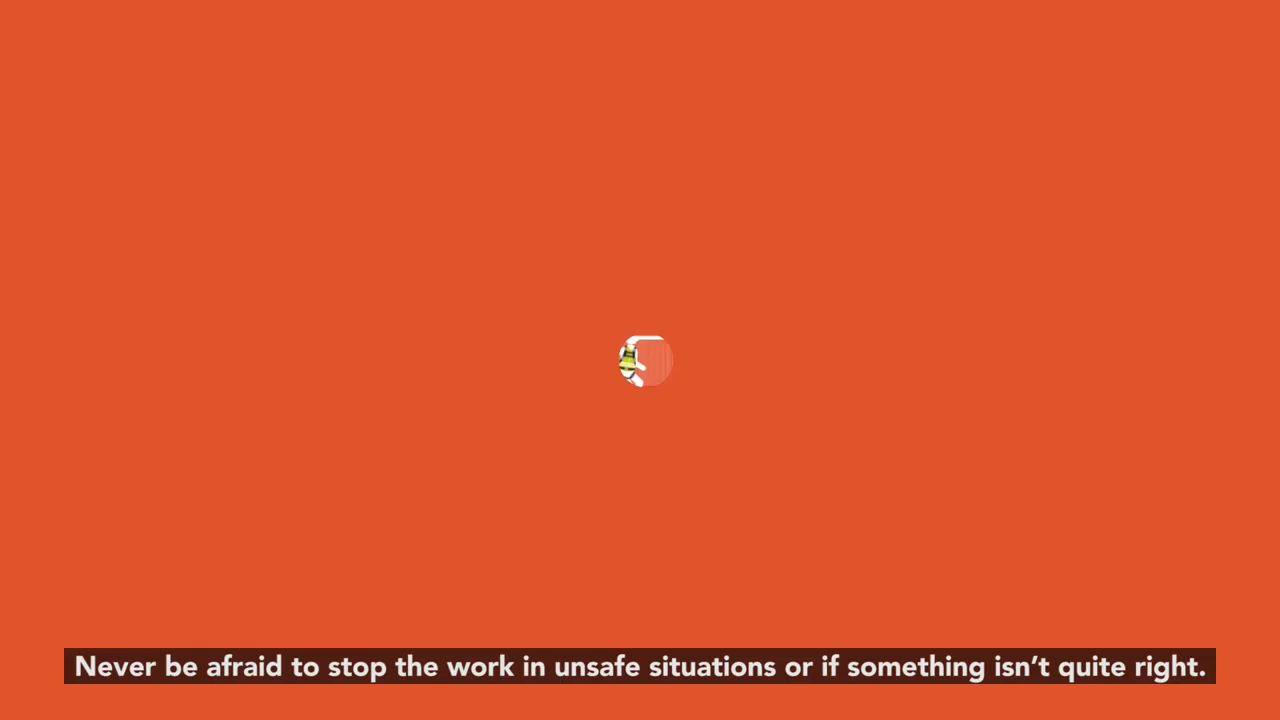 Never be afraid to stop the work in unsafe situations or if something isn’t quite right.